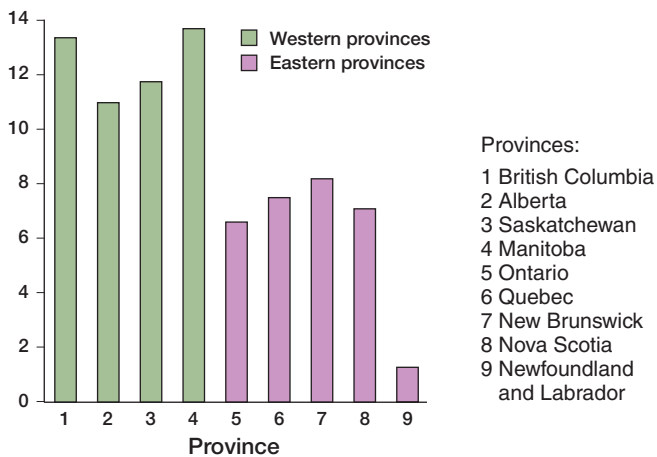 14
12
10
8
6
4
2
0
Western provinces
Eastern provinces
1 2 3 4 5 6 7 8 9
Province
Provinces:
1 British Columbia
2 Alberta
3 Saskatchewan
4 Manitoba
5 Ontario
6 Quebec
7 New Brunswick
8 Nova Scotia
9 Newfoundland
and Labrador